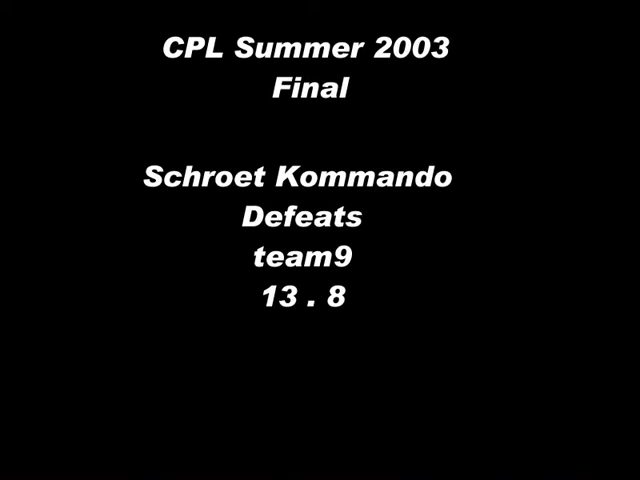 CPL Summer 2003
Final
Schroet Kommando
Defeats
team9
13 . 8